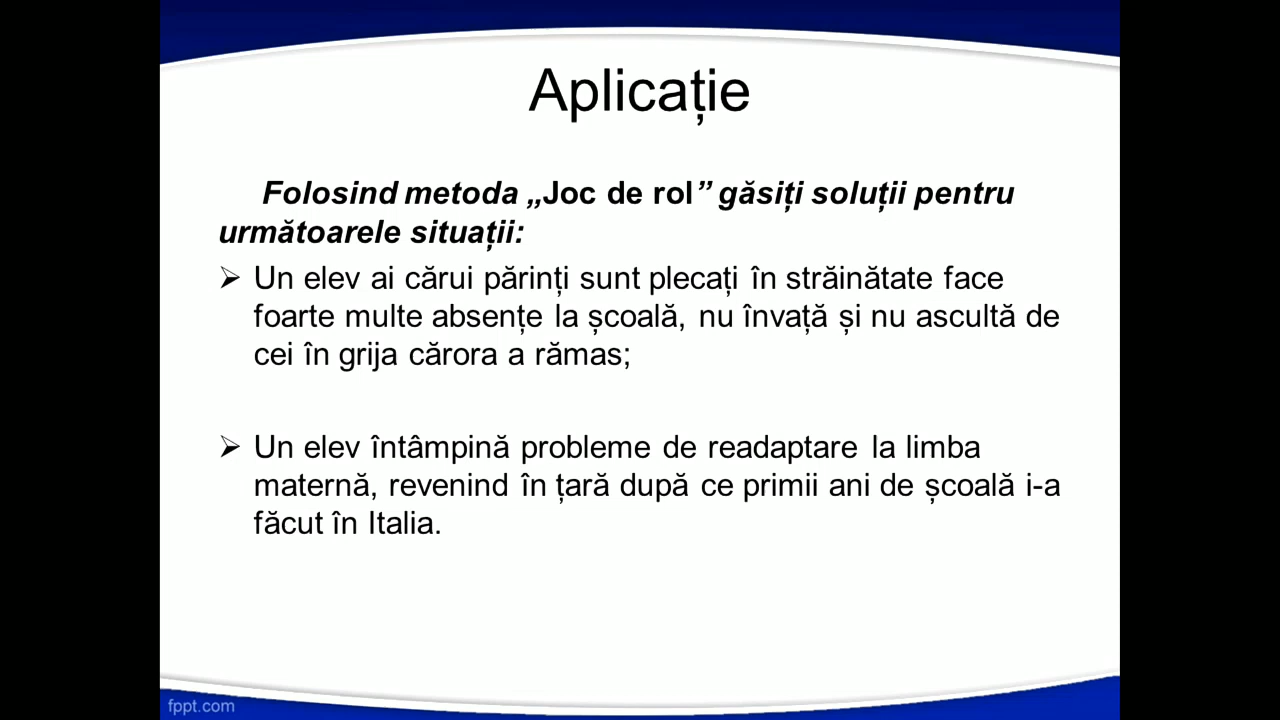 Aplicație
Folosind metoda „Joc de rol” găsiți soluții pentru
următoarele situații:
➢ Un elev ai cărui părinți sunt plecați în străinătate face
foarte multe absențe la școală, nu învață și nu ascultă de
cei în grija cărora a rămas;
➢ Un elev întâmpină probleme de readaptare la limba
maternă, revenind în țară după ce primii ani de școală i-a
făcut în Italia.
fppt.com